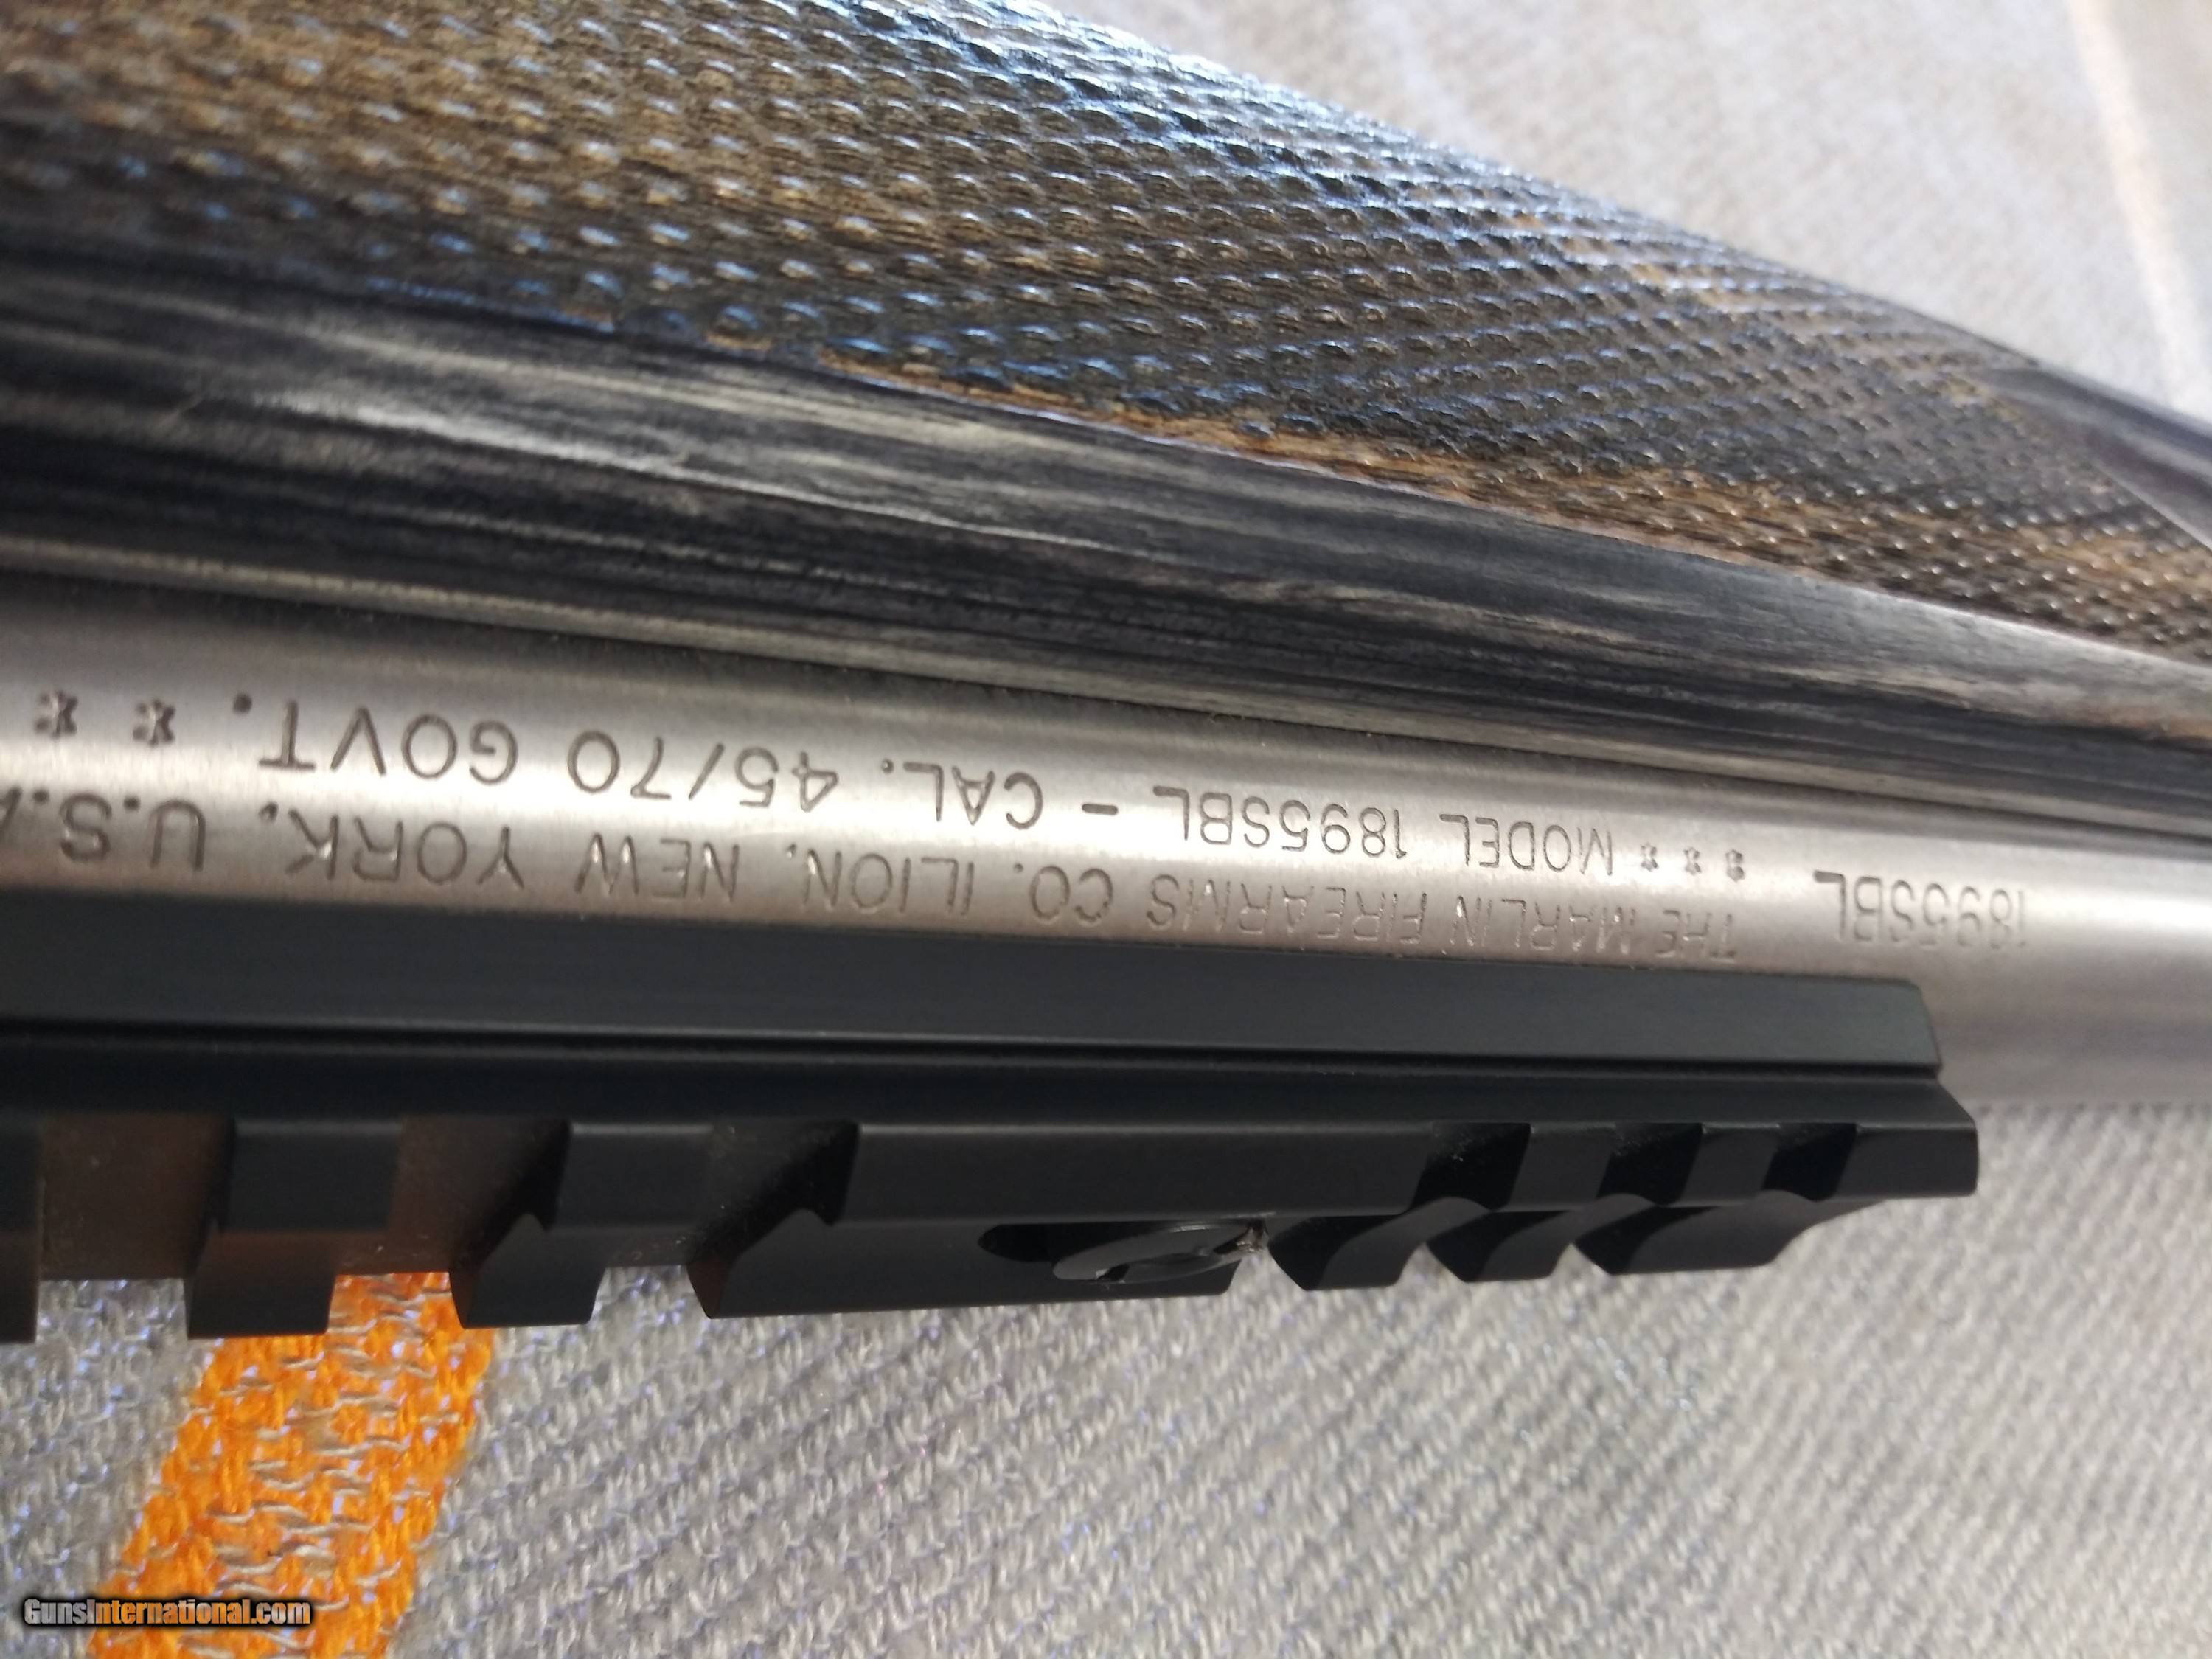 1895SBL
THE MARLIN FIREARMS CO. ILION, NEW YORK, U.S.A
*** MODEL 1895SBL - CAL. 45/70 GOVT. **
GunsInternational.com